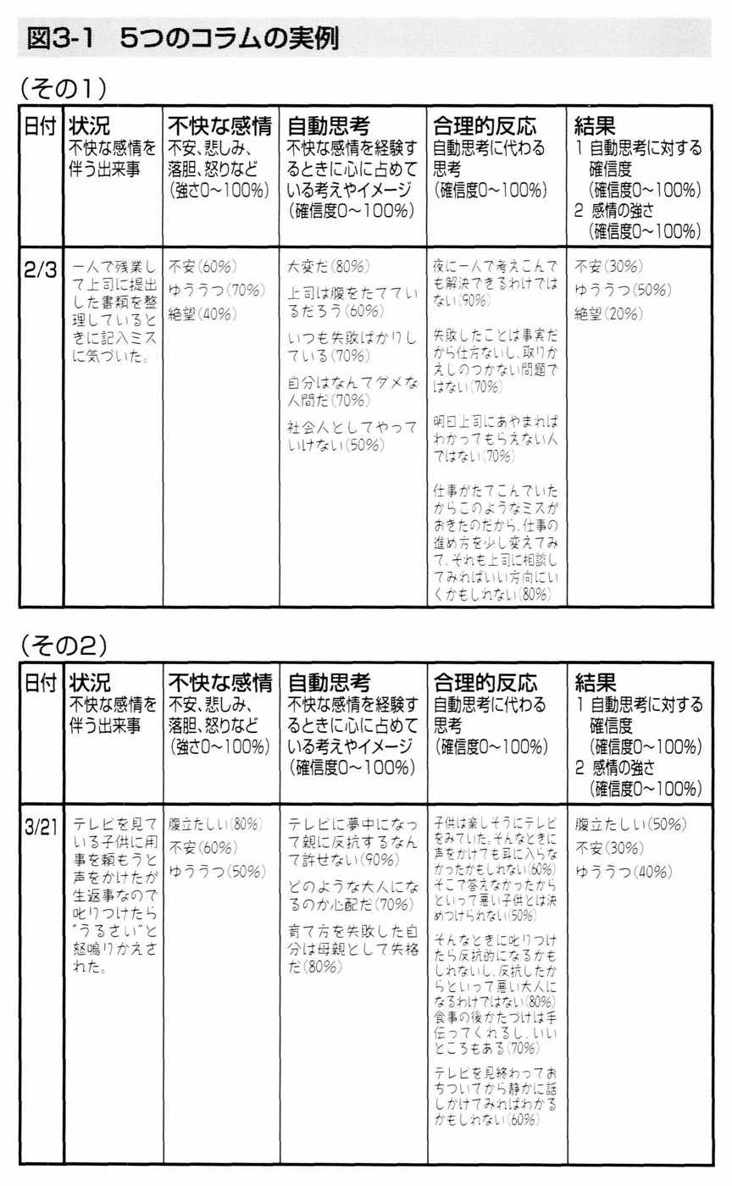 図3-1 5つのコラムの実例
(その1)
日付
状況
不快な感情を
伴う出来事
不快な感情
不安、悲しみ、
落胆、怒りなど
(強さ0〜100%)
自動思考
不快な感情を経験す
るときに心に占めて
いる考えやイメージ
(確信度0〜100%)
合理的反応
自動思考に代わる
思考
(確信度0〜100%)
結果
1 自動思考に対する
確信度
(確信度0〜100%)
2 感情の強さ
(確信度0〜100%)
2/3
一人で残業し
て上司に提出
した書類を整
理していると
きに記入ミス
に気づいた。
不安(60%)
ゆううつ(70%)
絶望(40%)
大変だ(80%)
上司は腹をたててい
るだろう(60%)
いつも失敗ばかりし
ている(70%)
自分はなんてダメな
人間だ(70%)
社会人としてやって
いけない(50%)
夜に一人で考えこんで
も解決できるわけでは
ない(90%)
失敗したことは事実だ
から仕方ないし、取りか
えしのつかない問題で
はない(70%)
明日上司にあやまれば
わかってもらえない人
ではない(70%)
仕事がたてこんでいた
からこのようなミスが
おきたのだから、仕事の
進め方を少し変えてみ
て、それも上司に相談し
てみればいい方向にい
くかもしれない(80%)
不安(30%)
ゆううつ(50%)
絶望(20%)
(その2)
日付
状況
不快な感情を
伴う出来事
不快な感情
不安、悲しみ、
落胆、怒りなど
(強さ0〜100%)
自動思考
不快な感情を経験す
るときに心に占めて
いる考えやイメージ
(確信度0〜100%)
合理的反応
自動思考に代わる
思考
(確信度0〜100%)
結果
1 自動思考に対する
確信度
(確信度0〜100%)
2 感情の強さ
(確信度0〜100%)
3/21
テレビを見て
いる子供に用
事を頼もうと
声をかけたが
生返事なので
叱りつけたら
"うるさい"と
怒鳴りかえさ
れた。
腹立たしい(80%)
不安(60%)
ゆううつ(50%)
テレビに夢中になっ
て親に反抗するなん
て許せない(90%)
どのような大人にな
るのか心配だ(70%)
育て方を失敗した自
分は母親として失格
だ(80%)
子供は楽しそうにテレビ
をみていた。そんなときに
声をかけても耳に入らな
かったかもしれない(60%)
そこで答えなかったから
といって悪い子供とは決
めつけられない(50%)
そんなときに叱りつけ
たら反抗的になるかも
しれないし、反抗したか
らといって悪い大人に
なるわけではない(80%)
食事の後かたづけは手
伝ってくれるし、いい
ところもある(70%)
テレビを見終わってお
ちついてから静かに話
しかけてみればわかる
かもしれない(60%)
腹立たしい(50%)
不安(30%)
ゆううつ(40%)